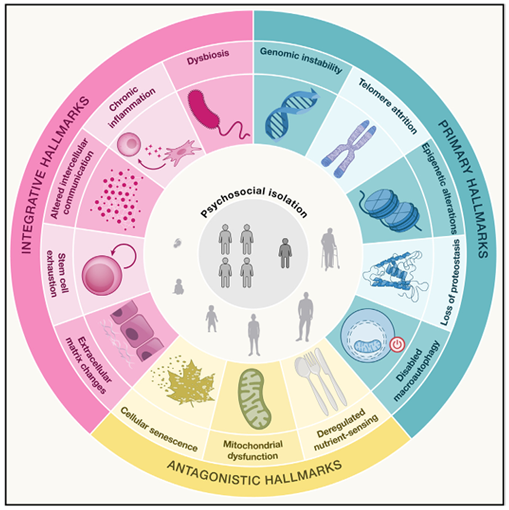 PRIMARY HALLMARKS
Genomic instability
Telomere attrition
Epigenetic alterations
Loss of proteostasis
Disabled
macroautophagy
ANTAGONISTIC HALLMARKS
Deregulated
nutrient-sensing
Mitochondrial
dysfunction
Cellular senescence
INTEGRATIVE HALLMARKS
Extracellular
matrix changes
Stem cell
exhaustion
Altered intercellular
communication
Chronic
inflammation
Dysbiosis
Psychosocial isolation